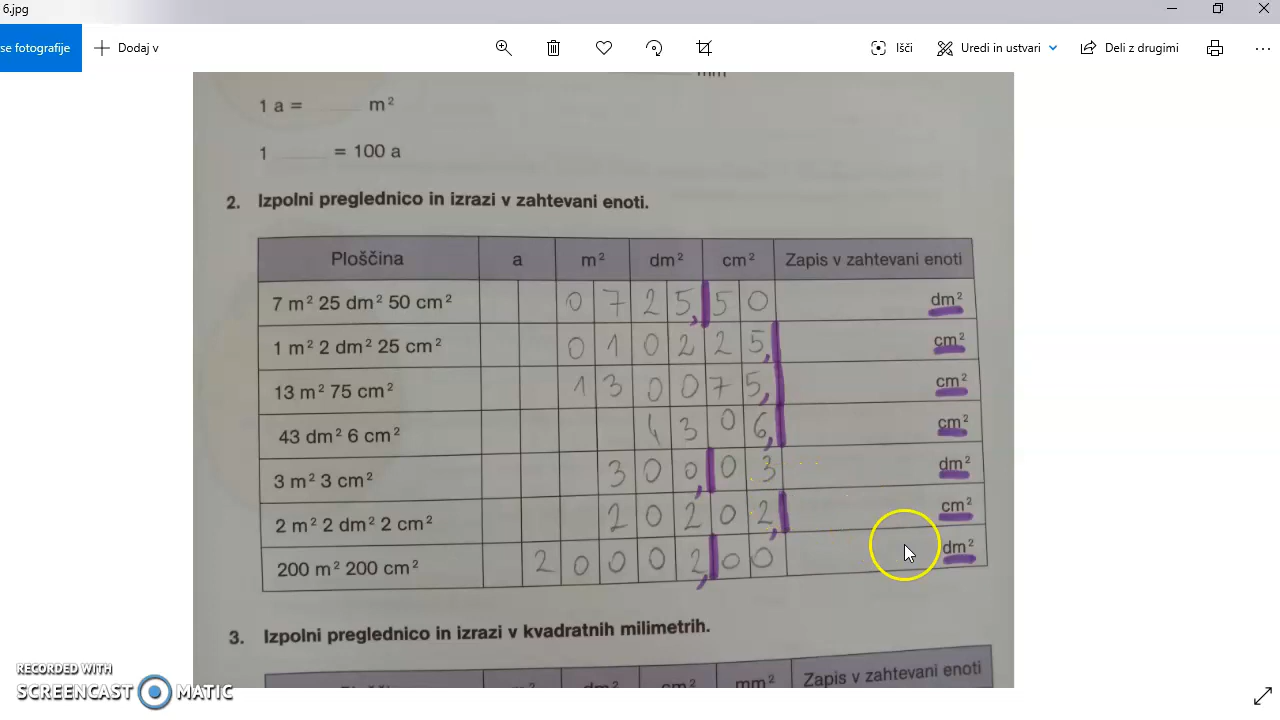 6.jpg
se fotografije
Dodaj v
Išči
Uredi in ustvari
Deli z drugimi
mm
1 a = ______ m²
1 ______ = 100 a
2. Izpolni preglednico in izrazi v zahtevani enoti.
Ploščina a m² dm² cm² Zapis v zahtevani enoti
7 m² 25 dm² 50 cm² 0 7 2 5, 5 0 dm²
1 m² 2 dm² 25 cm² 0 1 0 2 2 5, cm²
13 m² 75 cm² 1 3 0 0 7 5, cm²
43 dm² 6 cm² 4 3 0 6, cm²
3 m² 3 cm² 3 0 0, 0 3 dm²
2 m² 2 dm² 2 cm² 2 0 2 0 2, cm²
200 m² 200 cm² 2 0 0 0 2, 0 0 dm²
3. Izpolni preglednico in izrazi v kvadratnih milimetrih.
dm² cm² mm² Zapis v zahtevani enoti
RECORDED WITH
SCREENCAST MATIC